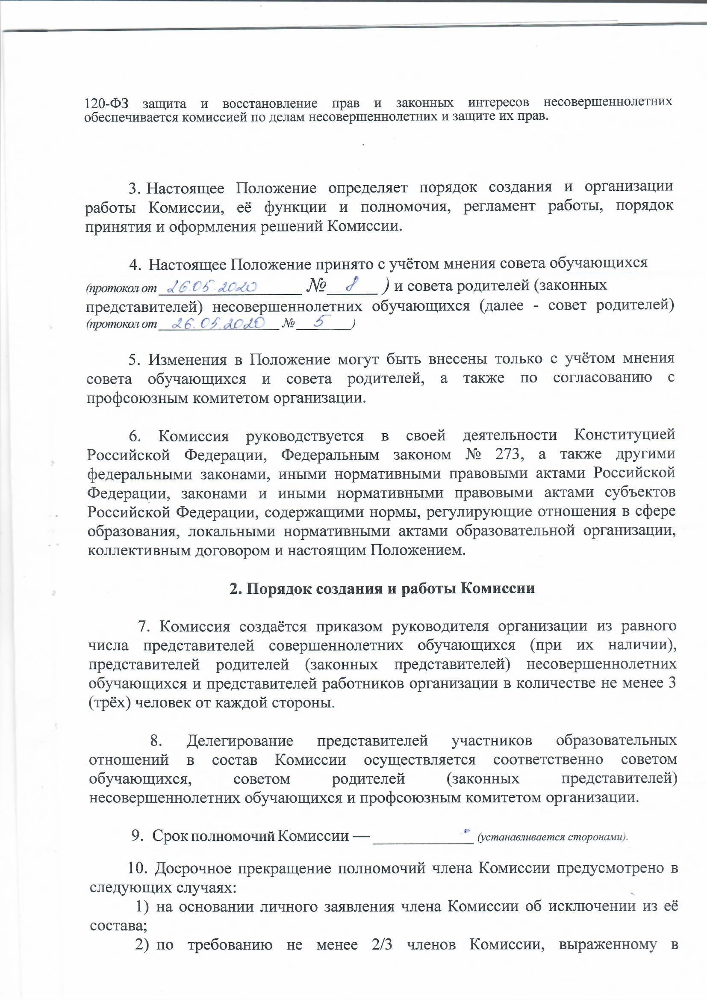 120-ФЗ защита и восстановление прав и законных интересов несовершеннолетних
обеспечивается комиссией по делам несовершеннолетних и защите их прав.
3. Настоящее Положение определяет порядок создания и организации
работы Комиссии, её функции и полномочия, регламент работы, порядок
принятия и оформления решений Комиссии.
4. Настоящее Положение принято с учётом мнения совета обучающихся
(протокол от 26.05.2020 № 8 ) и совета родителей (законных
представителей) несовершеннолетних обучающихся (далее - совет родителей)
(протокол от 26.05.2020 № 5 )
5. Изменения в Положение могут быть внесены только с учётом мнения
совета обучающихся и совета родителей, а также по согласованию с
профсоюзным комитетом организации.
6. Комиссия руководствуется в своей деятельности Конституцией
Российской Федерации, Федеральным законом № 273, а также другими
федеральными законами, иными нормативными правовыми актами Российской
Федерации, законами и иными нормативными правовыми актами субъектов
Российской Федерации, содержащими нормы, регулирующие отношения в сфере
образования, локальными нормативными актами образовательной организации,
коллективным договором и настоящим Положением.
2. Порядок создания и работы Комиссии
7. Комиссия создаётся приказом руководителя организации из равного
числа представителей совершеннолетних обучающихся (при их наличии),
представителей родителей (законных представителей) несовершеннолетних
обучающихся и представителей работников организации в количестве не менее 3
(трёх) человек от каждой стороны.
8. Делегирование представителей участников образовательных
отношений в состав Комиссии осуществляется соответственно советом
обучающихся, советом родителей (законных представителей)
несовершеннолетних обучающихся и профсоюзным комитетом организации.
9. Срок полномочий Комиссии — ____________ (устанавливается сторонами).
10. Досрочное прекращение полномочий члена Комиссии предусмотрено в
следующих случаях:
1) на основании личного заявления члена Комиссии об исключении из её
состава;
2) по требованию не менее 2/3 членов Комиссии, выраженному в